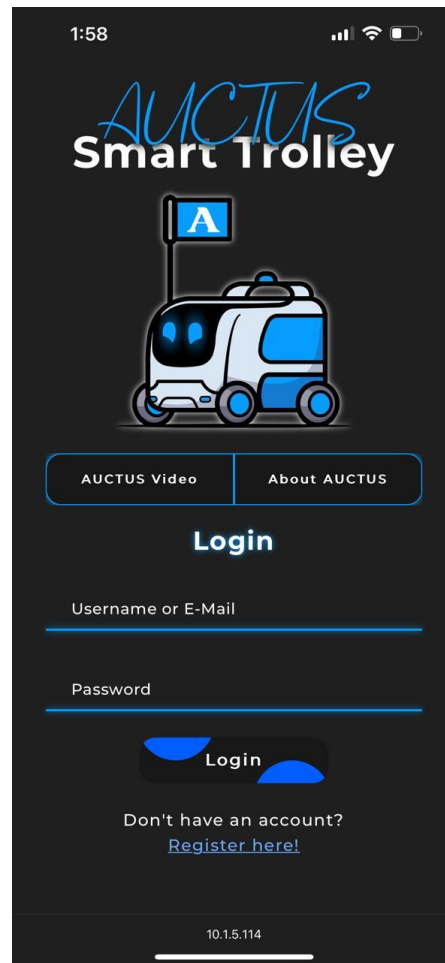 1:58
AUCTUS
Smart Trolley
A
AUCTUS Video
About AUCTUS
Login
Username or E-Mail
Password
Login
Don't have an account?
Register here!
10.1.5.114